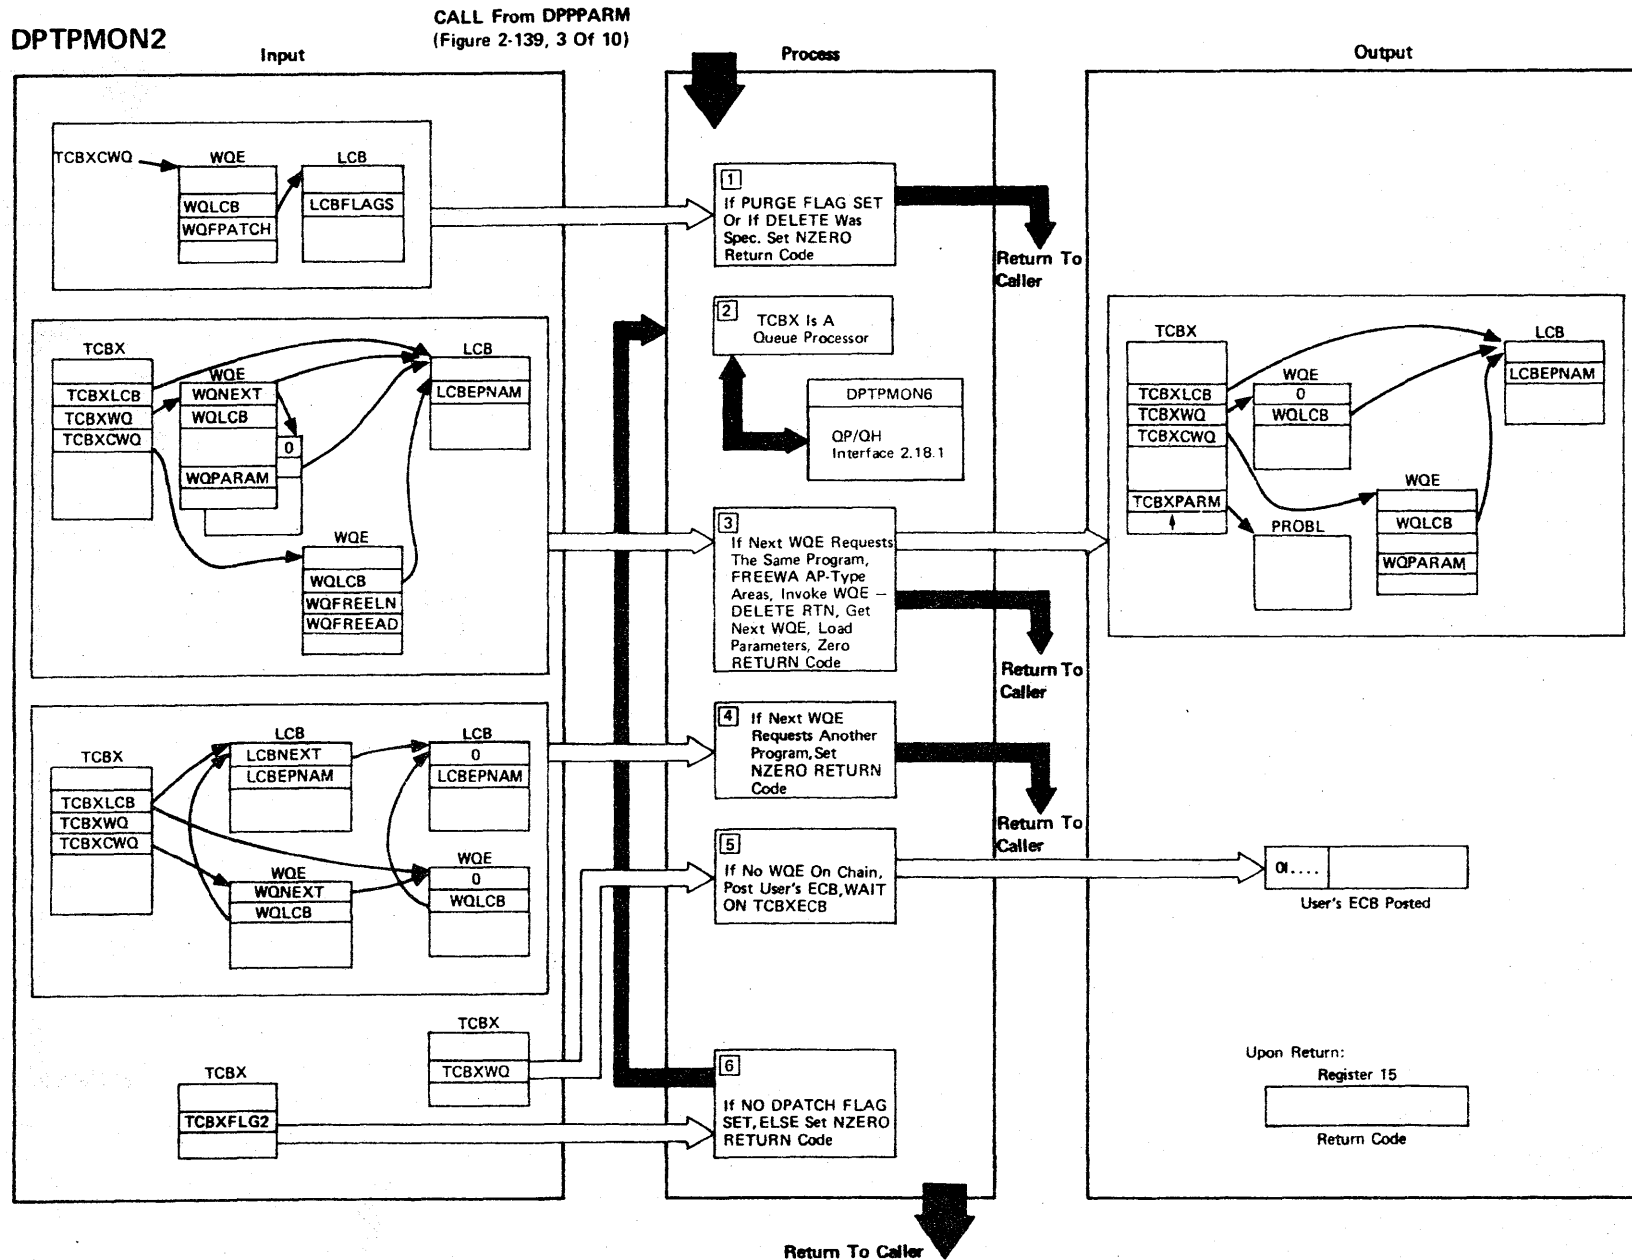 DPTPMON2
CALL From DPPPARM
(Figure 2-139, 3 Of 10)
Input
Process
Output
TCBXCWQ
WQE
WQLCB
WQFPATCH
LCB
LCBFLAGS
1
If PURGE FLAG SET
Or If DELETE Was
Spec. Set NZERO
Return Code
Return To
Caller
2
TCBX Is A
Queue Processor
DPTPMON6
QP/QH
Interface 2.18.1
TCBX
TCBXLCB
TCBXWQ
TCBXCWQ
WQE
WQNEXT
WQLCB
WQPARAM
0
LCB
LCBEPNAM
WQE
WQLCB
WQFREELN
WQFREEAD
3
If Next WQE Requests
The Same Program,
FREEWA AP-Type
Areas, Invoke WQE —
DELETE RTN, Get
Next WQE, Load
Parameters, Zero
RETURN Code
Return To
Caller
TCBX
TCBXLCB
TCBXWQ
TCBXCWQ
TCBXPARM
WQE
0
WQLCB
LCB
LCBEPNAM
WQE
WQLCB
WQPARAM
PROBL
TCBX
TCBXLCB
TCBXWQ
TCBXCWQ
LCB
LCBNEXT
LCBEPNAM
LCB
0
LCBEPNAM
WQE
WQNEXT
WQLCB
WQE
0
WQLCB
4
If Next WQE
Requests Another
Program, Set
NZERO RETURN
Code
Return To
Caller
5
If No WQE On Chain,
Post User's ECB, WAIT
ON TCBXECB
01....
User's ECB Posted
TCBX
TCBXWQ
TCBX
TCBXFLG2
6
If NO DPATCH FLAG
SET, ELSE Set NZERO
RETURN Code
Upon Return:
Register 15
Return Code
Return To Caller